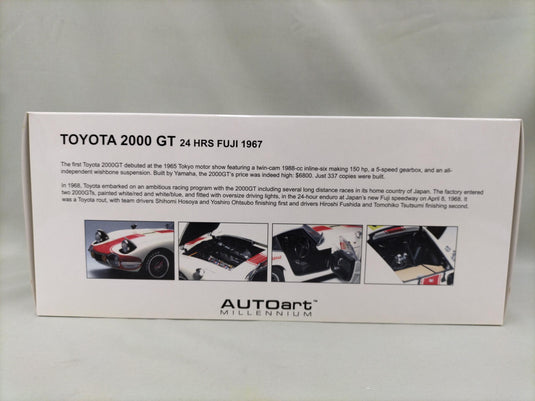 TOYOTA 2000 GT 24 HRS FUJI 1967
The first Toyota 2000GT debuted at the 1965 Tokyo motor show featuring a twin-cam 1988-cc inline-six making 150 hp, a 5-speed gearbox, and an all-
independent wishbone suspension. Built by Yamaha, the 2000GT's price was indeed high: $6800. Just 337 copies were built.
In 1968, Toyota embarked on an ambitious racing program with the 2000GT including several long distance races in its home country of Japan. The factory entered
two 2000GTs, painted white/red and white/blue, and fitted with oversize driving lights, in the 24-hour enduro at Japan's new Fuji speedway on April 8, 1968. It
was a Toyota rout, with team drivers Shihomi Hosoya and Yoshiro Ohtsubo finishing first and drivers Hiroshi Fushida and Tomohiko Tsutsumi finishing second.
AUTOart™
MILLENNIUM